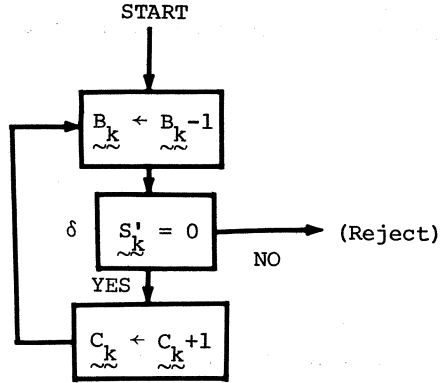 START
B_k ← B_k-1
δ S'_k = 0
(Reject)
NO
YES
C_k ← C_k+1